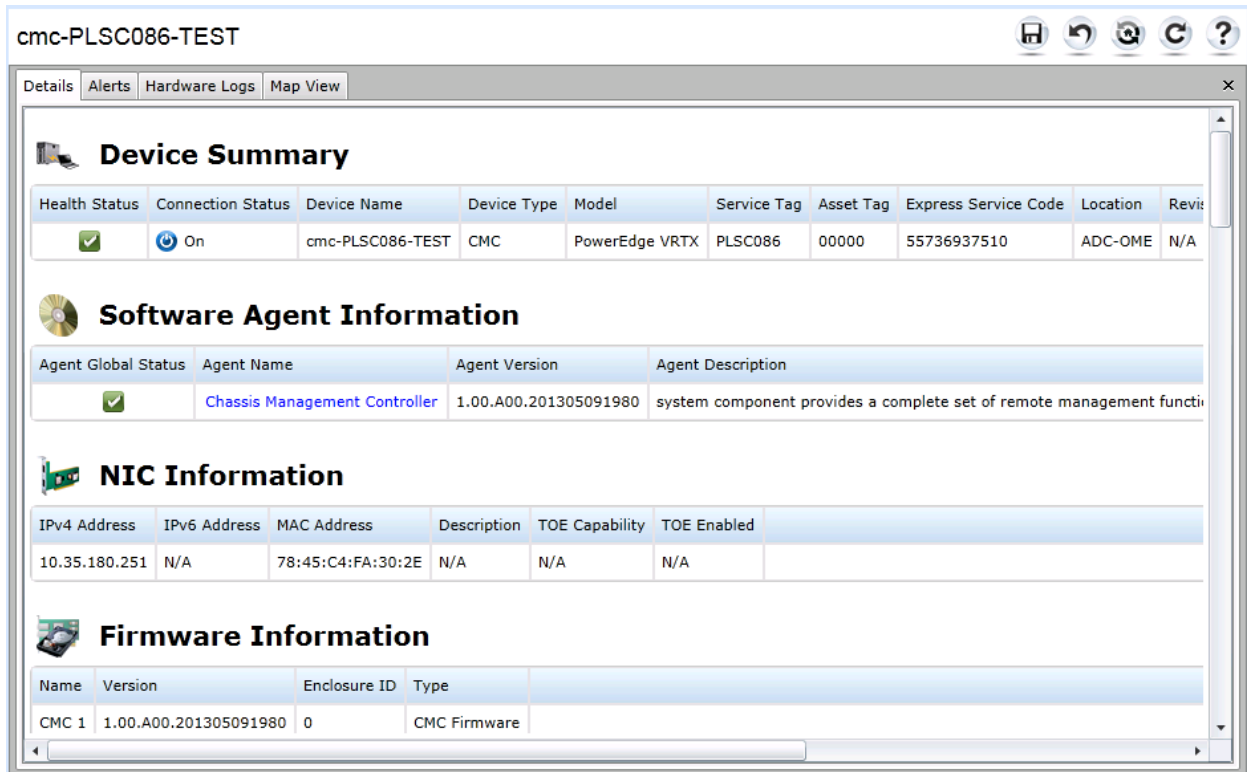 cmc-PLSC086-TEST
Details Alerts Hardware Logs Map View
Device Summary
Health Status Connection Status Device Name Device Type Model Service Tag Asset Tag Express Service Code Location Revis
On cmc-PLSC086-TEST CMC PowerEdge VRTX PLSC086 00000 55736937510 ADC-OME N/A
Software Agent Information
Agent Global Status Agent Name Agent Version Agent Description
Chassis Management Controller 1.00.A00.201305091980 system component provides a complete set of remote management functi
NIC Information
IPv4 Address IPv6 Address MAC Address Description TOE Capability TOE Enabled
10.35.180.251 N/A 78:45:C4:FA:30:2E N/A N/A N/A
Firmware Information
Name Version Enclosure ID Type
CMC 1 1.00.A00.201305091980 0 CMC Firmware